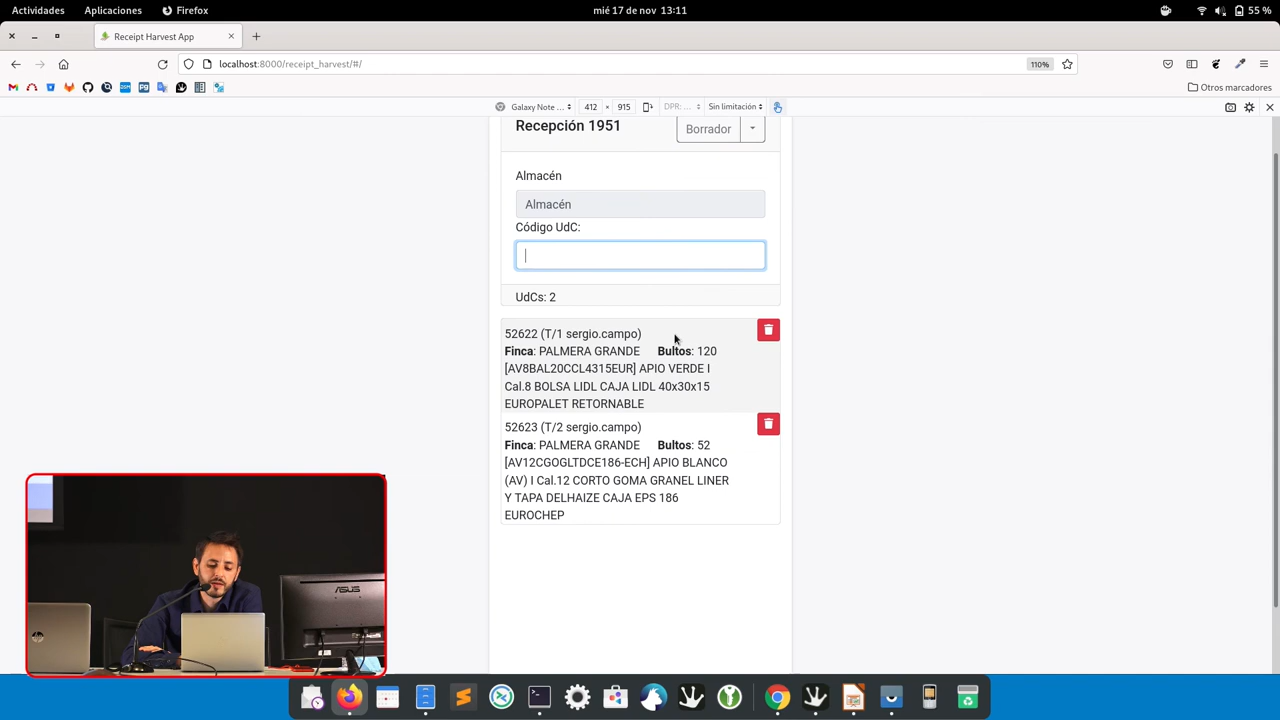 Actividades Aplicaciones Firefox mié 17 de nov 13:11 55 %
Receipt Harvest App
localhost:8000/receipt_harvest/#/ 110%
Otros marcadores
Galaxy Note ... 412 × 915 DPR: ... Sin limitación
Recepción 1951 Borrador
Almacén
Almacén
Código UdC:
UdCs: 2
52622 (T/1 sergio.campo)
Finca: PALMERA GRANDE Bultos: 120
[AV8BAL20CCL4315EUR] APIO VERDE I
Cal.8 BOLSA LIDL CAJA LIDL 40x30x15
EUROPALET RETORNABLE
52623 (T/2 sergio.campo)
Finca: PALMERA GRANDE Bultos: 52
[AV12CGOGLTDCE186-ECH] APIO BLANCO
(AV) I Cal.12 CORTO GOMA GRANEL LINER
Y TAPA DELHAIZE CAJA EPS 186
EUROCHEP
ASUS
hp